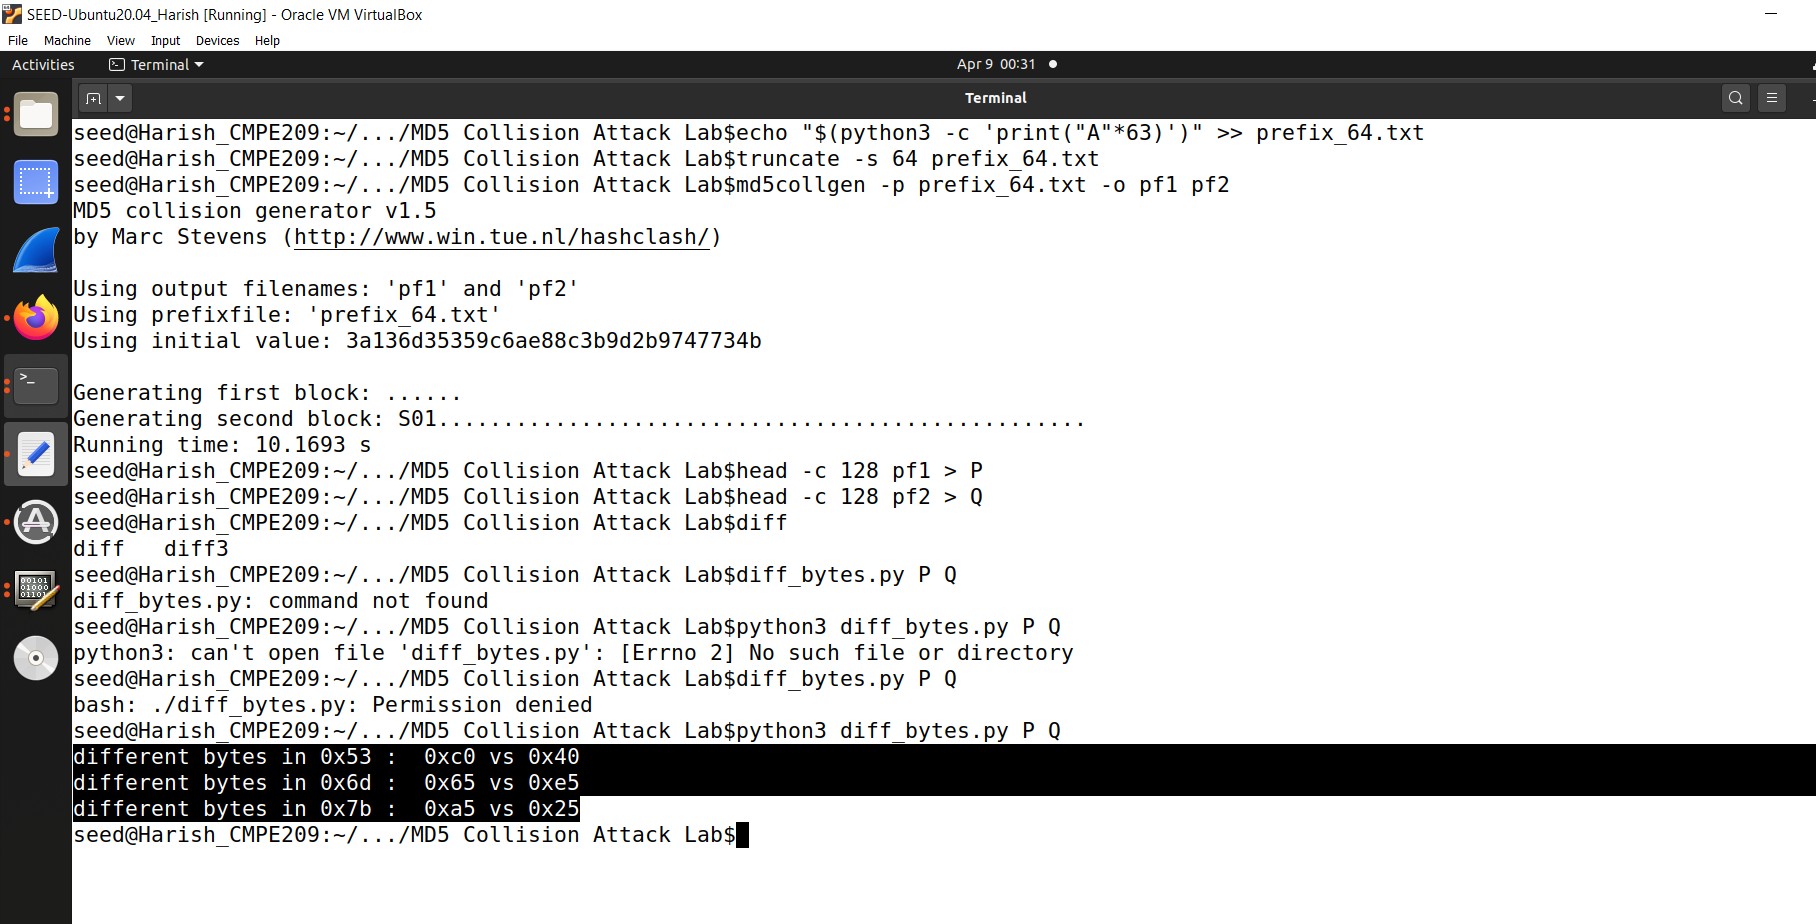 SEED-Ubuntu20.04_Harish [Running] - Oracle VM VirtualBox
File Machine View Input Devices Help
Activities Terminal Apr 9 00:31
Terminal
seed@Harish_CMPE209:~/.../MD5 Collision Attack Lab$echo "$(python3 -c 'print("A"*63)')" >> prefix_64.txt
seed@Harish_CMPE209:~/.../MD5 Collision Attack Lab$truncate -s 64 prefix_64.txt
seed@Harish_CMPE209:~/.../MD5 Collision Attack Lab$md5collgen -p prefix_64.txt -o pf1 pf2
MD5 collision generator v1.5
by Marc Stevens (http://www.win.tue.nl/hashclash/)
Using output filenames: 'pf1' and 'pf2'
Using prefixfile: 'prefix_64.txt'
Using initial value: 3a136d35359c6ae88c3b9d2b9747734b
Generating first block: ......
Generating second block: S01..................................................
Running time: 10.1693 s
seed@Harish_CMPE209:~/.../MD5 Collision Attack Lab$head -c 128 pf1 > P
seed@Harish_CMPE209:~/.../MD5 Collision Attack Lab$head -c 128 pf2 > Q
seed@Harish_CMPE209:~/.../MD5 Collision Attack Lab$diff
diff diff3
seed@Harish_CMPE209:~/.../MD5 Collision Attack Lab$diff_bytes.py P Q
diff_bytes.py: command not found
seed@Harish_CMPE209:~/.../MD5 Collision Attack Lab$python3 diff_bytes.py P Q
python3: can't open file 'diff_bytes.py': [Errno 2] No such file or directory
seed@Harish_CMPE209:~/.../MD5 Collision Attack Lab$diff_bytes.py P Q
bash: ./diff_bytes.py: Permission denied
seed@Harish_CMPE209:~/.../MD5 Collision Attack Lab$python3 diff_bytes.py P Q
different bytes in 0x53 : 0xc0 vs 0x40
different bytes in 0x6d : 0x65 vs 0xe5
different bytes in 0x7b : 0xa5 vs 0x25
seed@Harish_CMPE209:~/.../MD5 Collision Attack Lab$